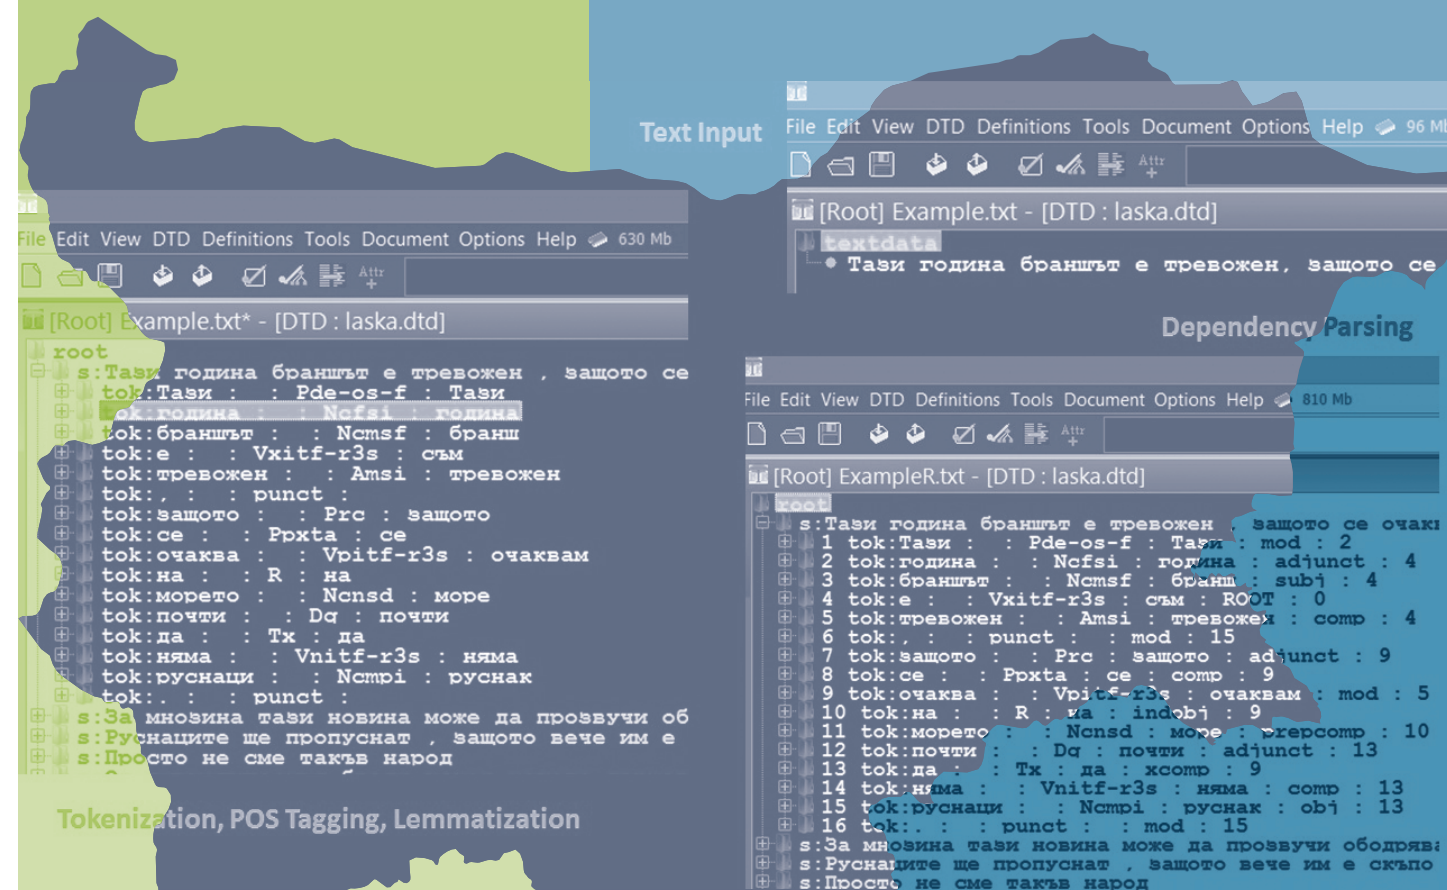 Text Input
File Edit View DTD Definitions Tools Document Options Help 96 Mb
Attr
[Root] Example.txt - [DTD : laska.dtd]
textdata
Тази година браншът е тревожен, защото се
File Edit View DTD Definitions Tools Document Options Help 630 Mb
Attr
[Root] Example.txt* - [DTD : laska.dtd]
root
s:Тази година браншът е тревожен , защото се
tok:Тази : : Pde-os-f : Тази
tok:година : : Ncfsi : година
tok:браншът : : Ncmsf : бранш
tok:е : : Vxitf-r3s : съм
tok:тревожен : : Amsi : тревожен
tok:, : : punct :
tok:защото : : Prc : защото
tok:се : : Ppxta : се
tok:очаква : : Vpitf-r3s : очаквам
tok:на : : R : на
tok:морето : : Ncnsd : море
tok:почти : : Dq : почти
tok:да : : Tx : да
tok:няма : : Vnitf-r3s : няма
tok:руснаци : : Ncmpi : руснак
tok:. : : punct :
s:За мнозина тази новина може да прозвучи об
s:Руснаците ще пропуснат , защото вече им е
s:Просто не сме такъв народ
Tokenization, POS Tagging, Lemmatization
Dependency Parsing
File Edit View DTD Definitions Tools Document Options Help 810 Mb
Attr
[Root] ExampleR.txt - [DTD : laska.dtd]
root
s:Тази година браншът е тревожен , защото се очакв
1 tok:Тази : : Pde-os-f : Тази : mod : 2
2 tok:година : : Ncfsi : година : adjunct : 4
3 tok:браншът : : Ncmsf : бранш : subj : 4
4 tok:е : : Vxitf-r3s : съм : ROOT : 0
5 tok:тревожен : : Amsi : тревожен : comp : 4
6 tok:, : : punct : : mod : 15
7 tok:защото : : Prc : защото : adjunct : 9
8 tok:се : : Ppxta : се : comp : 9
9 tok:очаква : : Vpitf-r3s : очаквам : mod : 5
10 tok:на : : R : на : indobj : 9
11 tok:морето : : Ncnsd : море : prepcomp : 10
12 tok:почти : : Dq : почти : adjunct : 13
13 tok:да : : Tx : да : xcomp : 9
14 tok:няма : : Vnitf-r3s : няма : comp : 13
15 tok:руснаци : : Ncmpi : руснак : obj : 13
16 tok:. : : punct : : mod : 15
s:За мнозина тази новина може да прозвучи ободрява
s:Руснаците ще пропуснат , защото вече им е скъпо
s:Просто не сме такъв народ